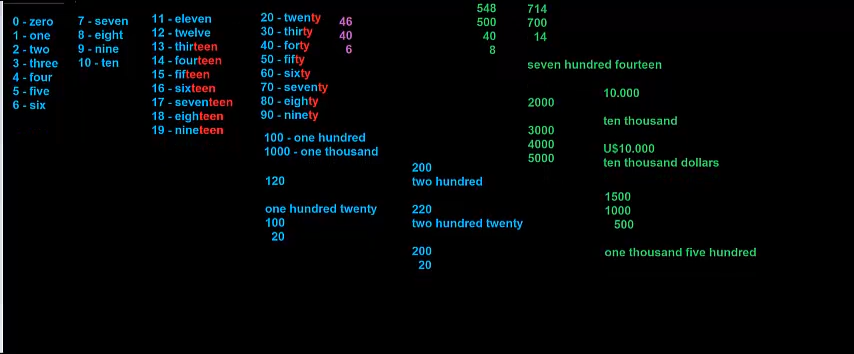 0 - zero
1 - one
2 - two
3 - three
4 - four
5 - five
6 - six
7 - seven
8 - eight
9 - nine
10 - ten
11 - eleven
12 - twelve
13 - thirteen
14 - fourteen
15 - fifteen
16 - sixteen
17 - seventeen
18 - eighteen
19 - nineteen
20 - twenty
30 - thirty
40 - forty
50 - fifty
60 - sixty
70 - seventy
80 - eighty
90 - ninety
100 - one hundred
1000 - one thousand
120
one hundred twenty
100
20
46
40
6
200
two hundred
220
two hundred twenty
200
20
548
500
40
8
714
700
14
seven hundred fourteen
2000
3000
4000
5000
10.000
ten thousand
U$10.000
ten thousand dollars
1500
1000
500
one thousand five hundred